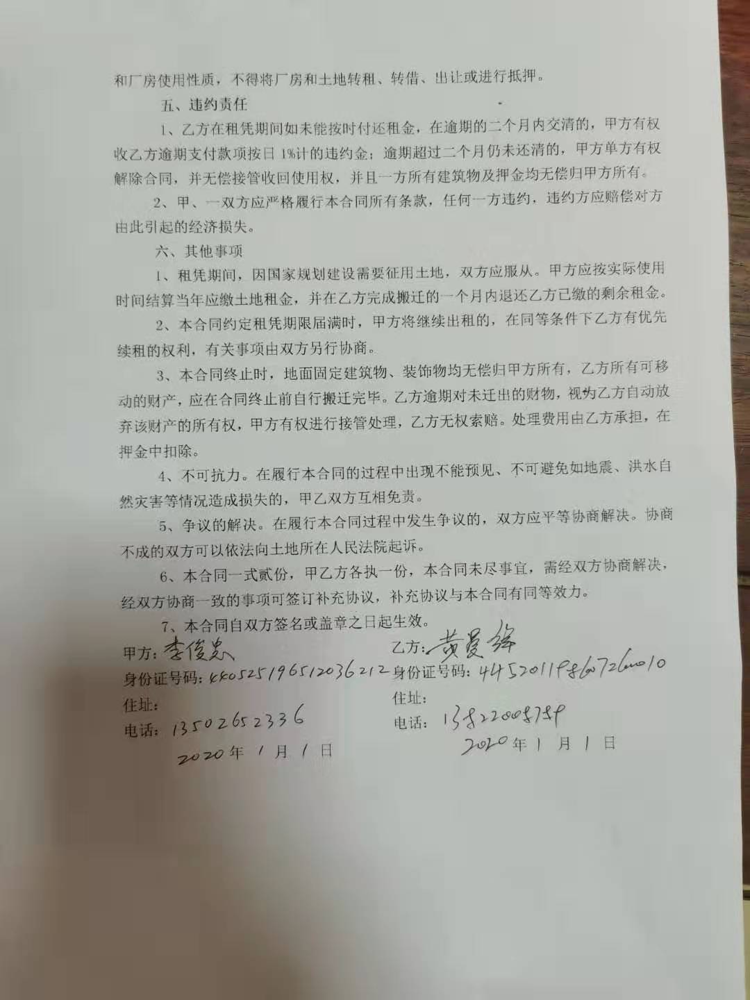 和厂房使用性质，不得将厂房和土地转租、转借、出让或进行抵押。
五、违约责任
1、乙方在租凭期间如未能按时付还租金，在逾期的二个月内交清的，甲方有权
收乙方逾期支付款项按日 1%计的违约金；逾期超过二个月仍未还清的，甲方单方有权
解除合同，并无偿接管收回使用权，并且一方所有建筑物及押金均无偿归甲方所有。
2、甲、一双方应严格履行本合同所有条款，任何一方违约，违约方应赔偿对方
由此引起的经济损失。
六、其他事项
1、租凭期间，因国家规划建设需要征用土地，双方应服从。甲方应按实际使用
时间结算当年应缴土地租金，并在乙方完成搬迁的一个月内退还乙方已缴的剩余租金。
2、本合同约定租凭期限届满时，甲方将继续出租的，在同等条件下乙方有优先
续租的权利，有关事项由双方另行协商。
3、本合同终止时，地面固定建筑物、装饰物均无偿归甲方所有，乙方所有可移
动的财产，应在合同终止前自行搬迁完毕。乙方逾期对未迁出的财物，视为乙方自动放
弃该财产的所有权，甲方有权进行接管处理，乙方无权索赔。处理费用由乙方承担，在
押金中扣除。
4、不可抗力。在履行本合同的过程中出现不能预见、不可避免如地震、洪水自
然灾害等情况造成损失的，甲乙双方互相免责。
5、争议的解决。在履行本合同过程中发生争议的，双方应平等协商解决。协商
不成的双方可以依法向土地所在人民法院起诉。
6、本合同一式贰份，甲乙方各执一份，本合同未尽事宜，需经双方协商解决，
经双方协商一致的事项可签订补充协议，补充协议与本合同有同等效力。
7、本合同自双方签名或盖章之日起生效。
甲方：李俊忠 乙方：黄曼
身份证号码：440525196512036212 身份证号码：
住址： 住址：
电话：13502652336 电话：
2020年 1 月 1 日 2020年 1 月 1 日